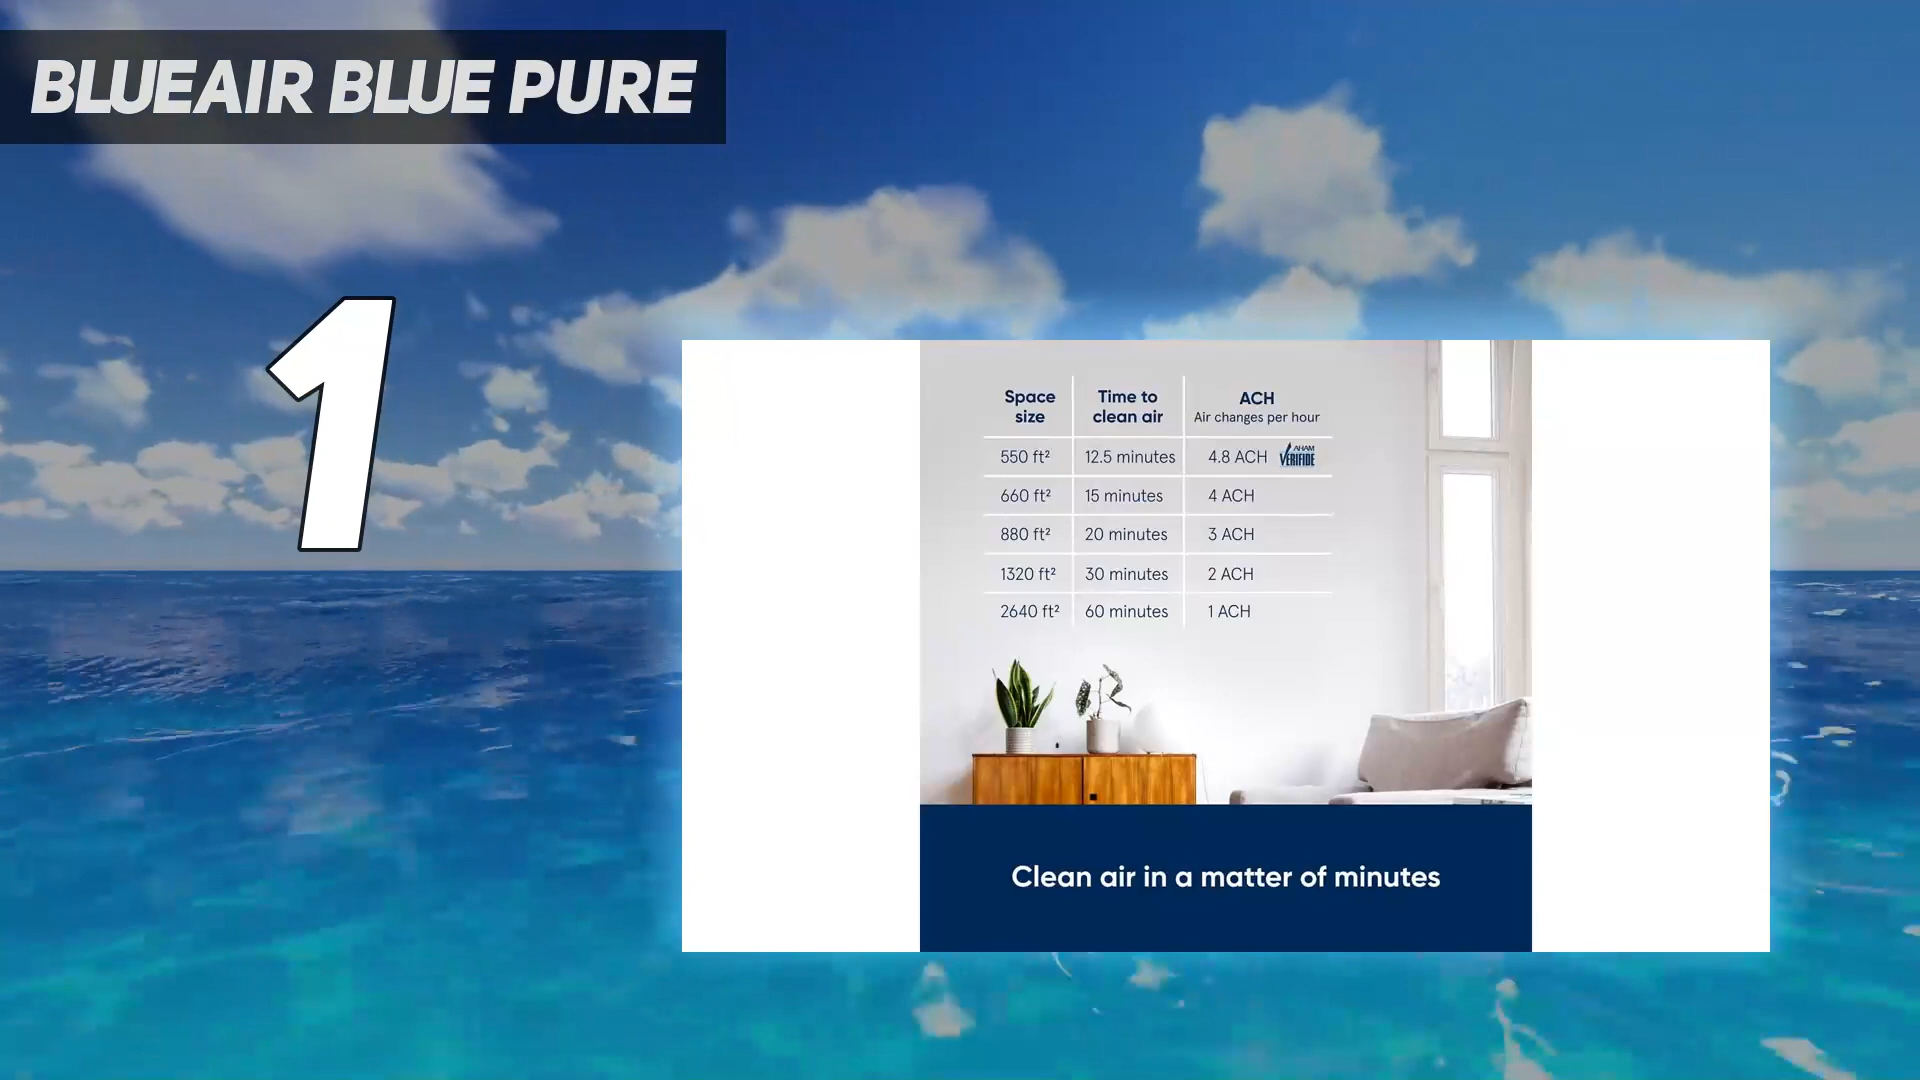 BLUEAIR BLUE PURE
1
Space size
Time to clean air
ACH
Air changes per hour
550 ft² 12.5 minutes 4.8 ACH AHAM VERIFIDE
660 ft² 15 minutes 4 ACH
880 ft² 20 minutes 3 ACH
1320 ft² 30 minutes 2 ACH
2640 ft² 60 minutes 1 ACH
Clean air in a matter of minutes